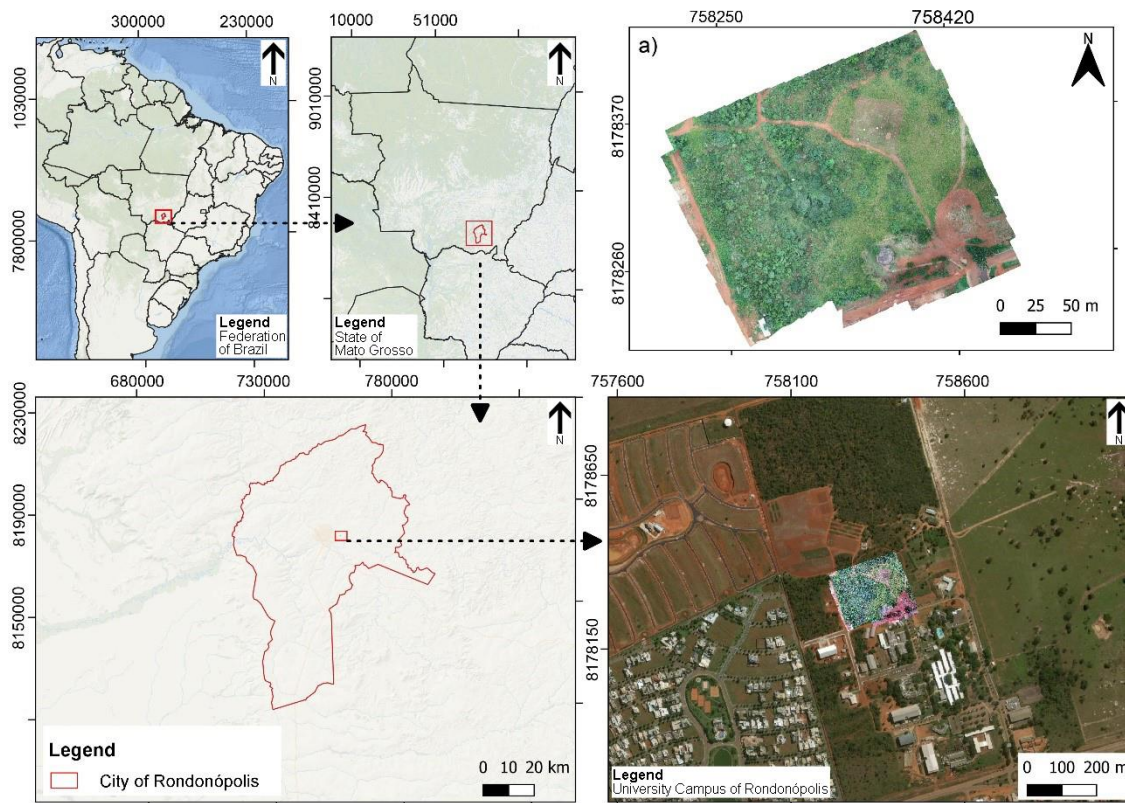 300000
230000
1030000
7800000
N
Legend
Federation
of Brazil
10000
51000
9010000
8410000
N
Legend
State of
Mato Grosso
a)
758250
758420
8178370
8178260
N
0 25 50 m
680000
730000
780000
8230000
8190000
8150000
N
Legend
City of Rondonópolis
0 10 20 km
757600
758100
758600
8178650
8178150
N
Legend
University Campus of Rondonópolis
0 100 200 m